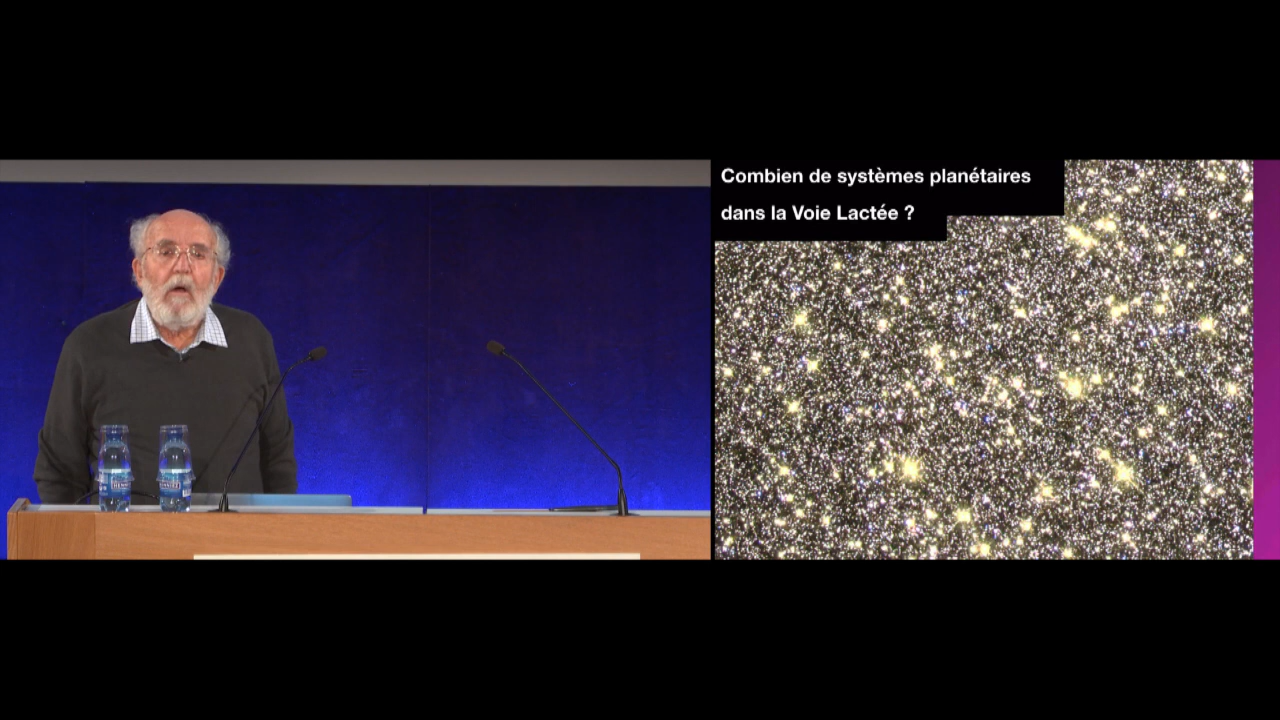 Combien de systèmes planétaires
dans la Voie Lactée ?